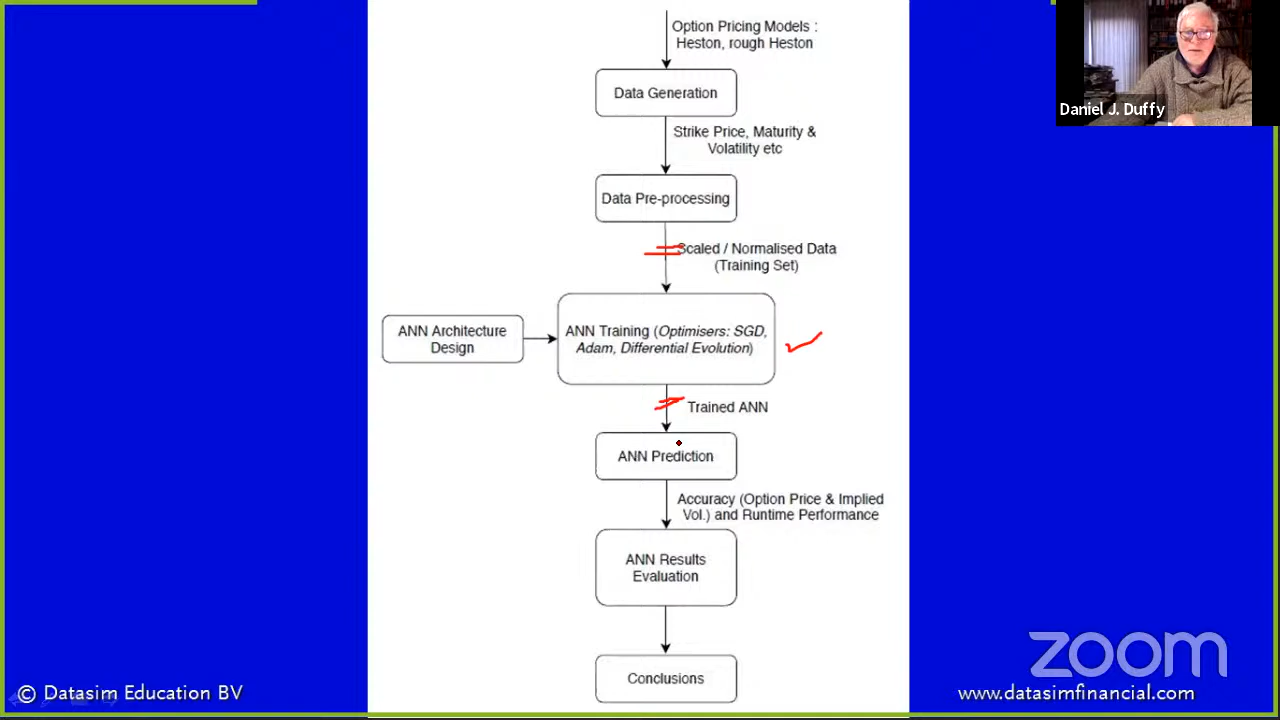 Option Pricing Models :
Heston, rough Heston
Data Generation
Strike Price, Maturity &
Volatility etc
Data Pre-processing
Scaled / Normalised Data
(Training Set)
ANN Architecture
Design
ANN Training (Optimisers: SGD,
Adam, Differential Evolution)
Trained ANN
ANN Prediction
Accuracy (Option Price & Implied
Vol.) and Runtime Performance
ANN Results
Evaluation
Conclusions
Daniel J. Duffy
zoom
© Datasim Education BV
www.datasimfinancial.com